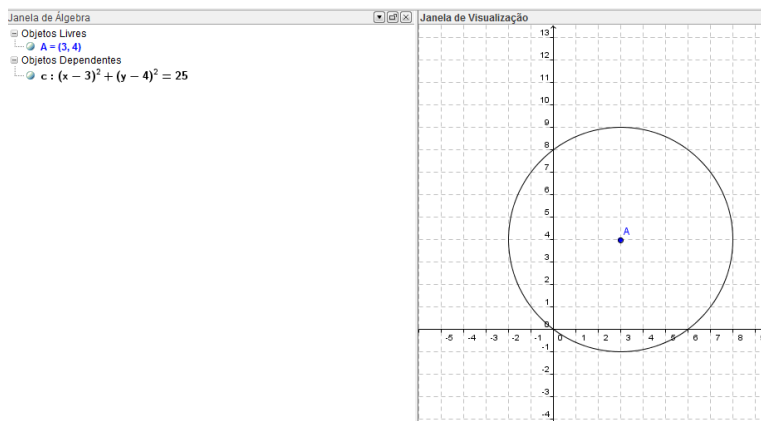 Janela de Álgebra
Objetos Livres
A = (3, 4)
Objetos Dependentes
c : (x − 3)² + (y − 4)² = 25
Janela de Visualização
13
12
11
10
9
8
7
6
5
4
A
3
2
1
0
-5 -4 -3 -2 -1 0 1 2 3 4 5 6 7 8
-1
-2
-3
-4